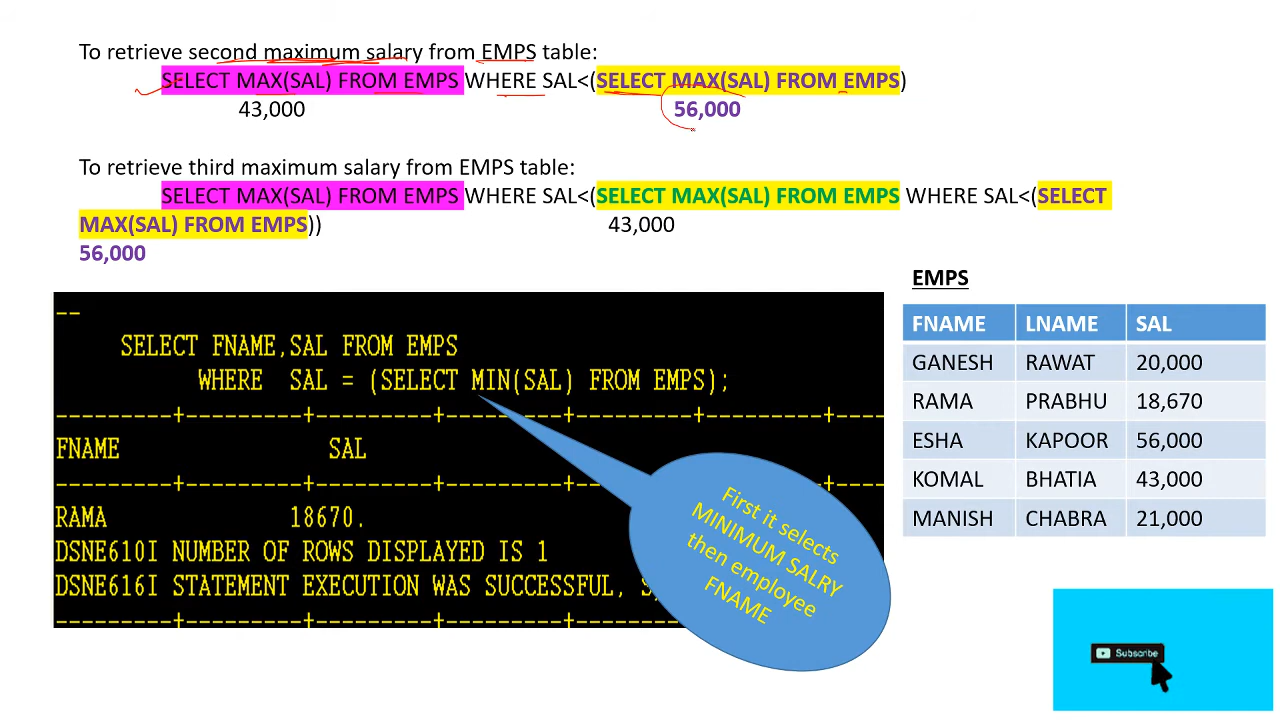 To retrieve second maximum salary from EMPS table:
SELECT MAX(SAL) FROM EMPS WHERE SAL<(SELECT MAX(SAL) FROM EMPS)
43,000 56,000
To retrieve third maximum salary from EMPS table:
SELECT MAX(SAL) FROM EMPS WHERE SAL<(SELECT MAX(SAL) FROM EMPS WHERE SAL<(SELECT
MAX(SAL) FROM EMPS))
43,000
56,000
--
SELECT FNAME,SAL FROM EMPS
WHERE SAL = (SELECT MIN(SAL) FROM EMPS);
---------+---------+---------+---------+---------+---------+---------+----
FNAME SAL
---------+---------+---------+---------+-----
RAMA 18670.
DSNE610I NUMBER OF ROWS DISPLAYED IS 1
DSNE616I STATEMENT EXECUTION WAS SUCCESSFUL,
---------+---------+---------+---------+---------+
First it selects
MINIMUM SALRY
then employee
FNAME
EMPS
FNAME LNAME SAL
GANESH RAWAT 20,000
RAMA PRABHU 18,670
ESHA KAPOOR 56,000
KOMAL BHATIA 43,000
MANISH CHABRA 21,000
Subscribe